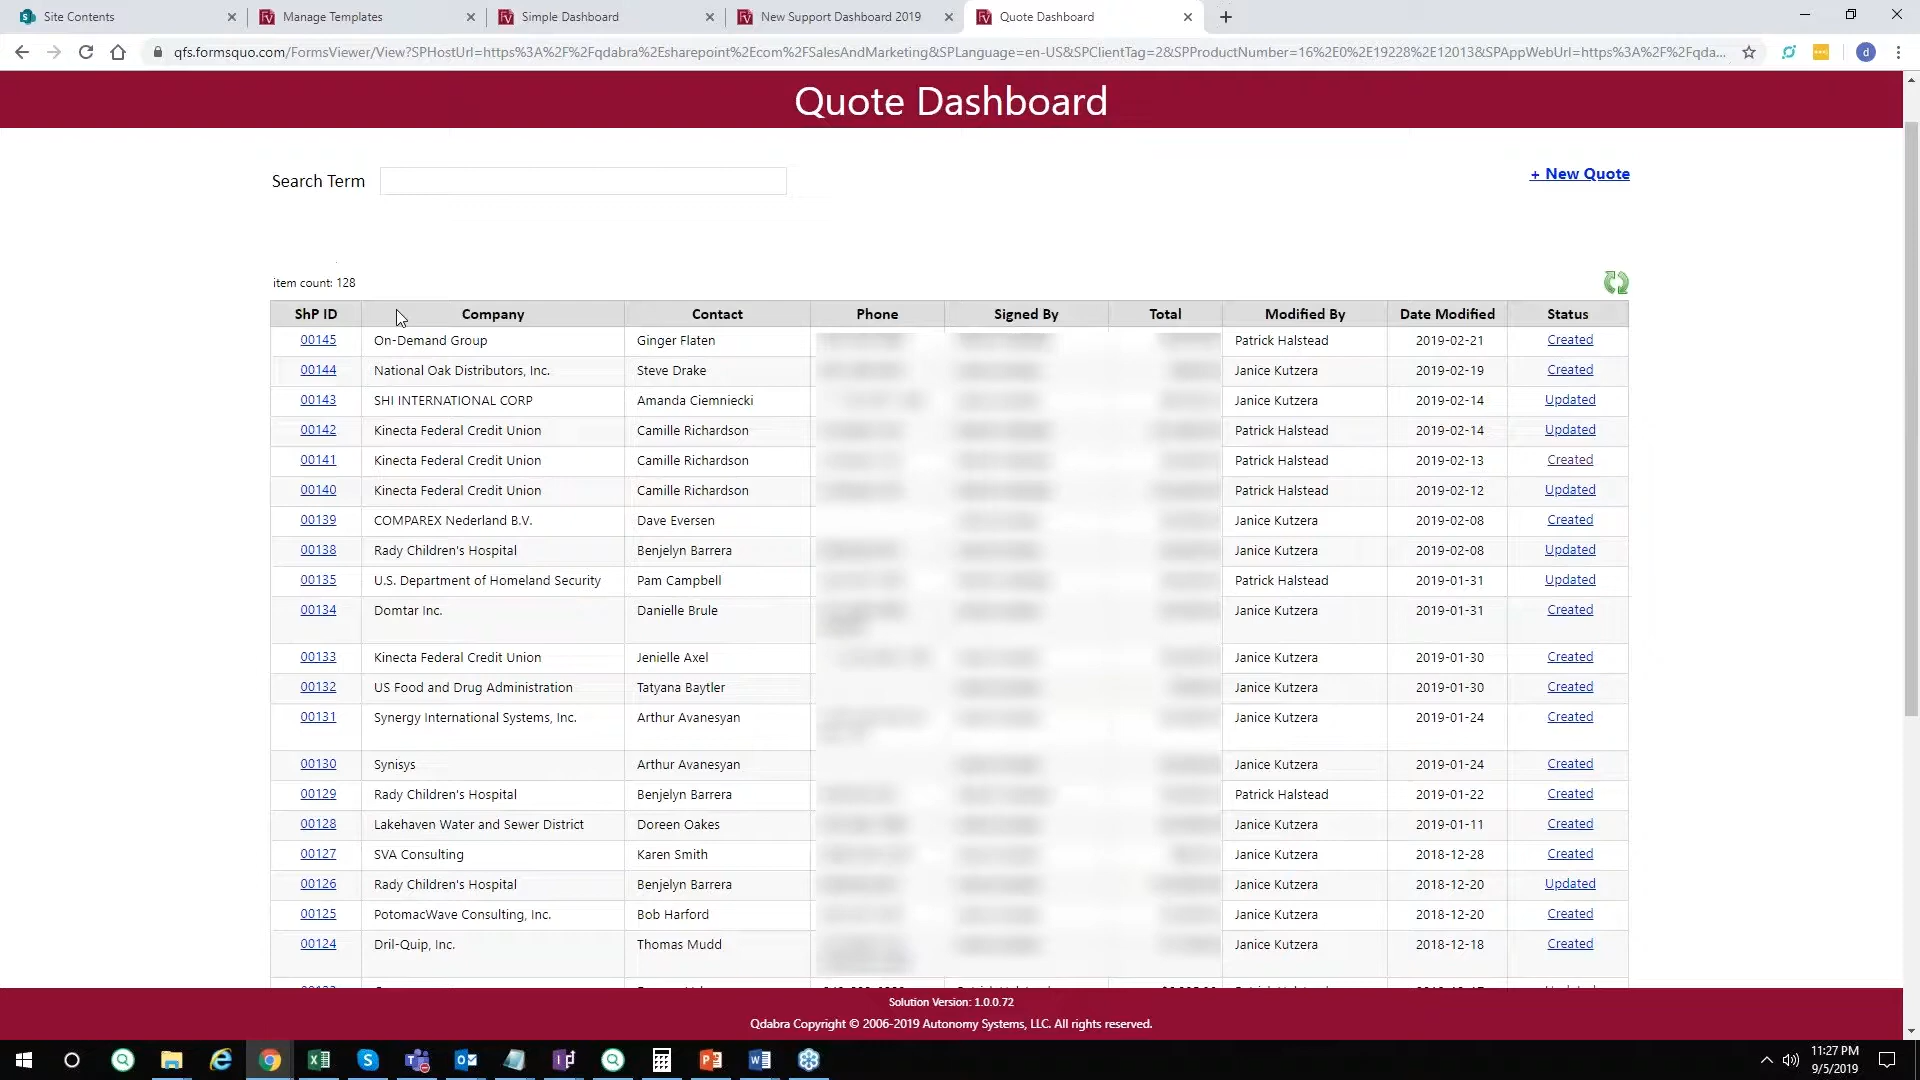 Site Contents
Manage Templates
Simple Dashboard
New Support Dashboard 2019
Quote Dashboard
qfs.formsquo.com/FormsViewer/View?SPHostUrl=https%3A%2F%2Fqdabra%2Esharepoint%2Ecom%2FSalesAndMarketing&SPLanguage=en-US&SPClientTag=2&SPProductNumber=16%2E0%2E19228%2E12013&SPAppWebUrl=https%3A%2F%2Fqda...
d
Quote Dashboard
Search Term
+ New Quote
item count: 128
ShP ID Company Contact Phone Signed By Total Modified By Date Modified Status
00145 On-Demand Group Ginger Flaten Patrick Halstead 2019-02-21 Created
00144 National Oak Distributors, Inc. Steve Drake Janice Kutzera 2019-02-19 Created
00143 SHI INTERNATIONAL CORP Amanda Ciemniecki Janice Kutzera 2019-02-14 Updated
00142 Kinecta Federal Credit Union Camille Richardson Patrick Halstead 2019-02-14 Updated
00141 Kinecta Federal Credit Union Camille Richardson Patrick Halstead 2019-02-13 Created
00140 Kinecta Federal Credit Union Camille Richardson Patrick Halstead 2019-02-12 Updated
00139 COMPAREX Nederland B.V. Dave Eversen Janice Kutzera 2019-02-08 Created
00138 Rady Children's Hospital Benjelyn Barrera Janice Kutzera 2019-02-08 Updated
00135 U.S. Department of Homeland Security Pam Campbell Patrick Halstead 2019-01-31 Updated
00134 Domtar Inc. Danielle Brule Janice Kutzera 2019-01-31 Created
00133 Kinecta Federal Credit Union Jenielle Axel Janice Kutzera 2019-01-30 Created
00132 US Food and Drug Administration Tatyana Baytler Janice Kutzera 2019-01-30 Created
00131 Synergy International Systems, Inc. Arthur Avanesyan Janice Kutzera 2019-01-24 Created
00130 Synisys Arthur Avanesyan Janice Kutzera 2019-01-24 Created
00129 Rady Children's Hospital Benjelyn Barrera Patrick Halstead 2019-01-22 Created
00128 Lakehaven Water and Sewer District Doreen Oakes Janice Kutzera 2019-01-11 Created
00127 SVA Consulting Karen Smith Janice Kutzera 2018-12-28 Created
00126 Rady Children's Hospital Benjelyn Barrera Janice Kutzera 2018-12-20 Updated
00125 PotomacWave Consulting, Inc. Bob Harford Janice Kutzera 2018-12-20 Created
00124 Dril-Quip, Inc. Thomas Mudd Janice Kutzera 2018-12-18 Created
Solution Version: 1.0.0.72
Qdabra Copyright © 2006-2019 Autonomy Systems, LLC. All rights reserved.
11:27 PM
9/5/2019